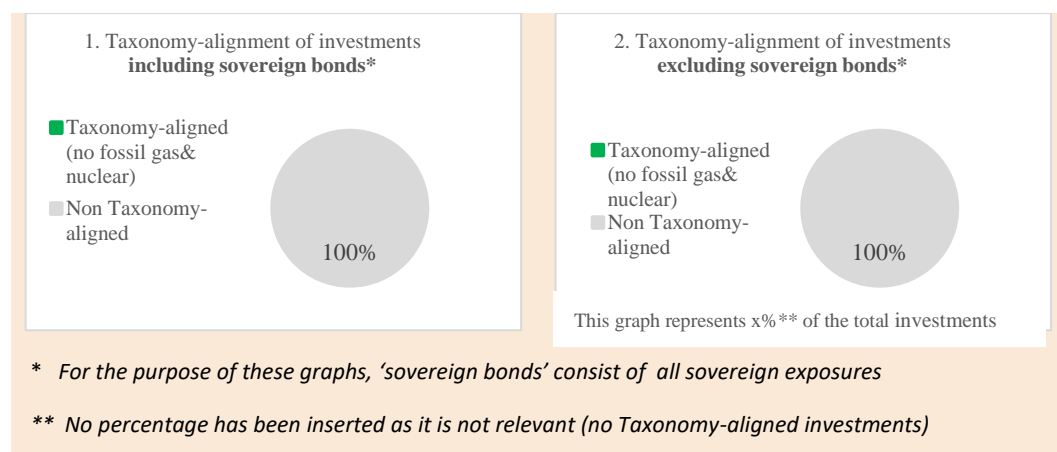 1. Taxonomy-alignment of investments
including sovereign bonds*
Taxonomy-aligned
(no fossil gas&
nuclear)
Non Taxonomy-
aligned
100%
2. Taxonomy-alignment of investments
excluding sovereign bonds*
Taxonomy-aligned
(no fossil gas&
nuclear)
Non Taxonomy-
aligned
100%
This graph represents x%** of the total investments
* For the purpose of these graphs, ‘sovereign bonds’ consist of all sovereign exposures
** No percentage has been inserted as it is not relevant (no Taxonomy-aligned investments)